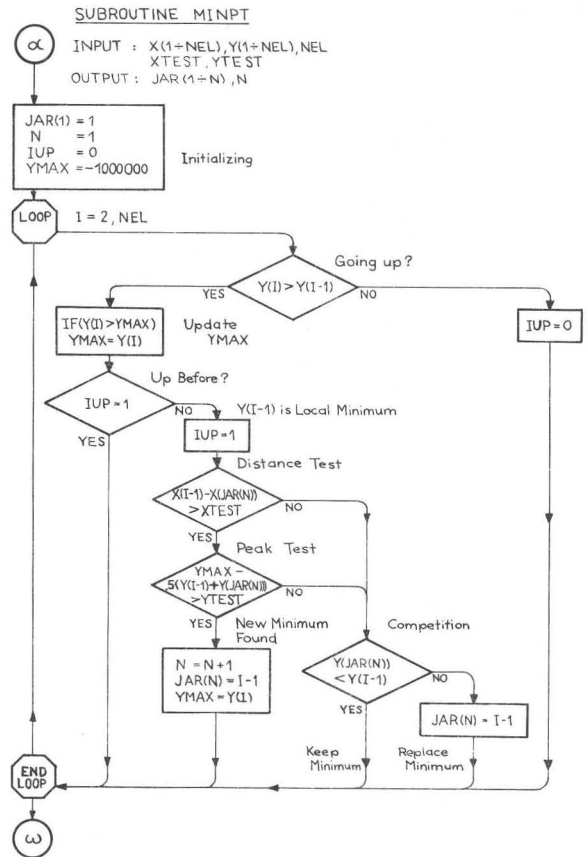 SUBROUTINE MINPT
α
INPUT : X(1÷NEL),Y(1÷NEL),NEL
XTEST,YTEST
OUTPUT : JAR(1÷N),N
JAR(1) = 1
N = 1
IUP = 0
YMAX =-1000000
Initializing
LOOP
I = 2, NEL
Going up?
Y(I) > Y(I-1)
YES
NO
IF(Y(I)>YMAX)
YMAX=Y(I)
Update
YMAX
IUP=0
Up Before?
IUP=1
NO
YES
Y(I-1) is Local Minimum
IUP=1
Distance Test
X(I-1)-X(JAR(N))
>XTEST
NO
YES
Peak Test
YMAX -
.5(Y(I-1)+Y(JAR(N)))
>YTEST
NO
YES
New Minimum
Found
Competition
N = N+1
JAR(N)= I-1
YMAX=Y(I)
Y(JAR(N))
<Y(I-1)
NO
YES
JAR(N) = I-1
Keep
Minimum
Replace
Minimum
END
LOOP
ω